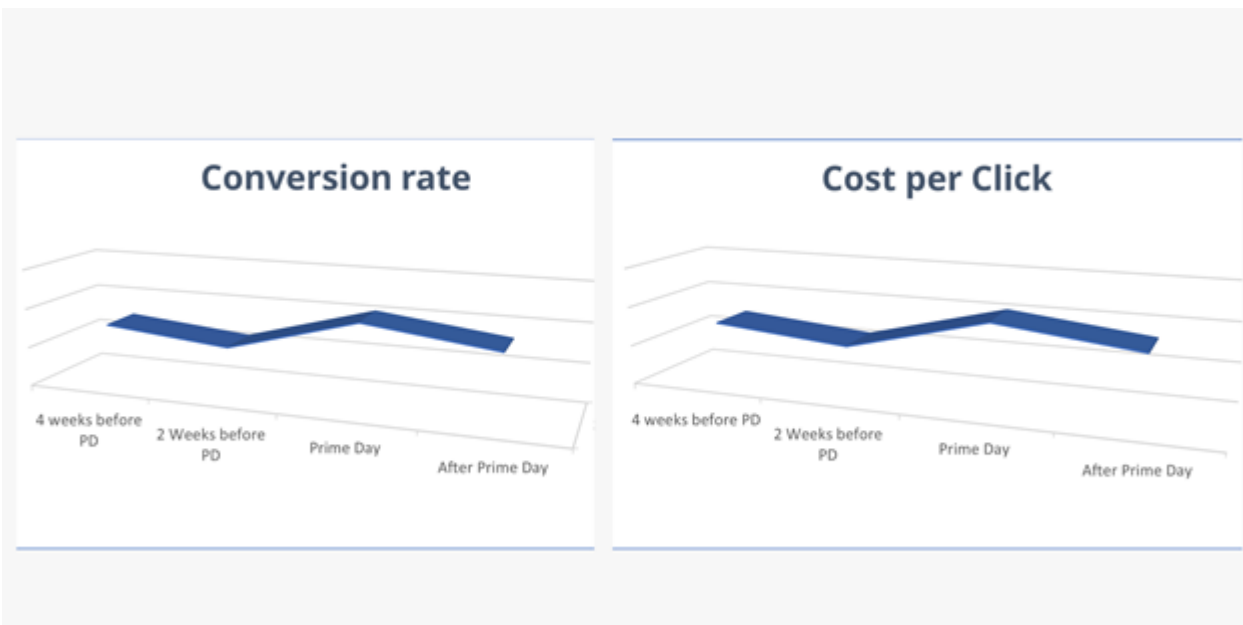 Conversion rate
4 weeks before
PD
2 Weeks before
PD
Prime Day
After Prime Day
Cost per Click
4 weeks before PD
2 Weeks before
PD
Prime Day
After Prime Day